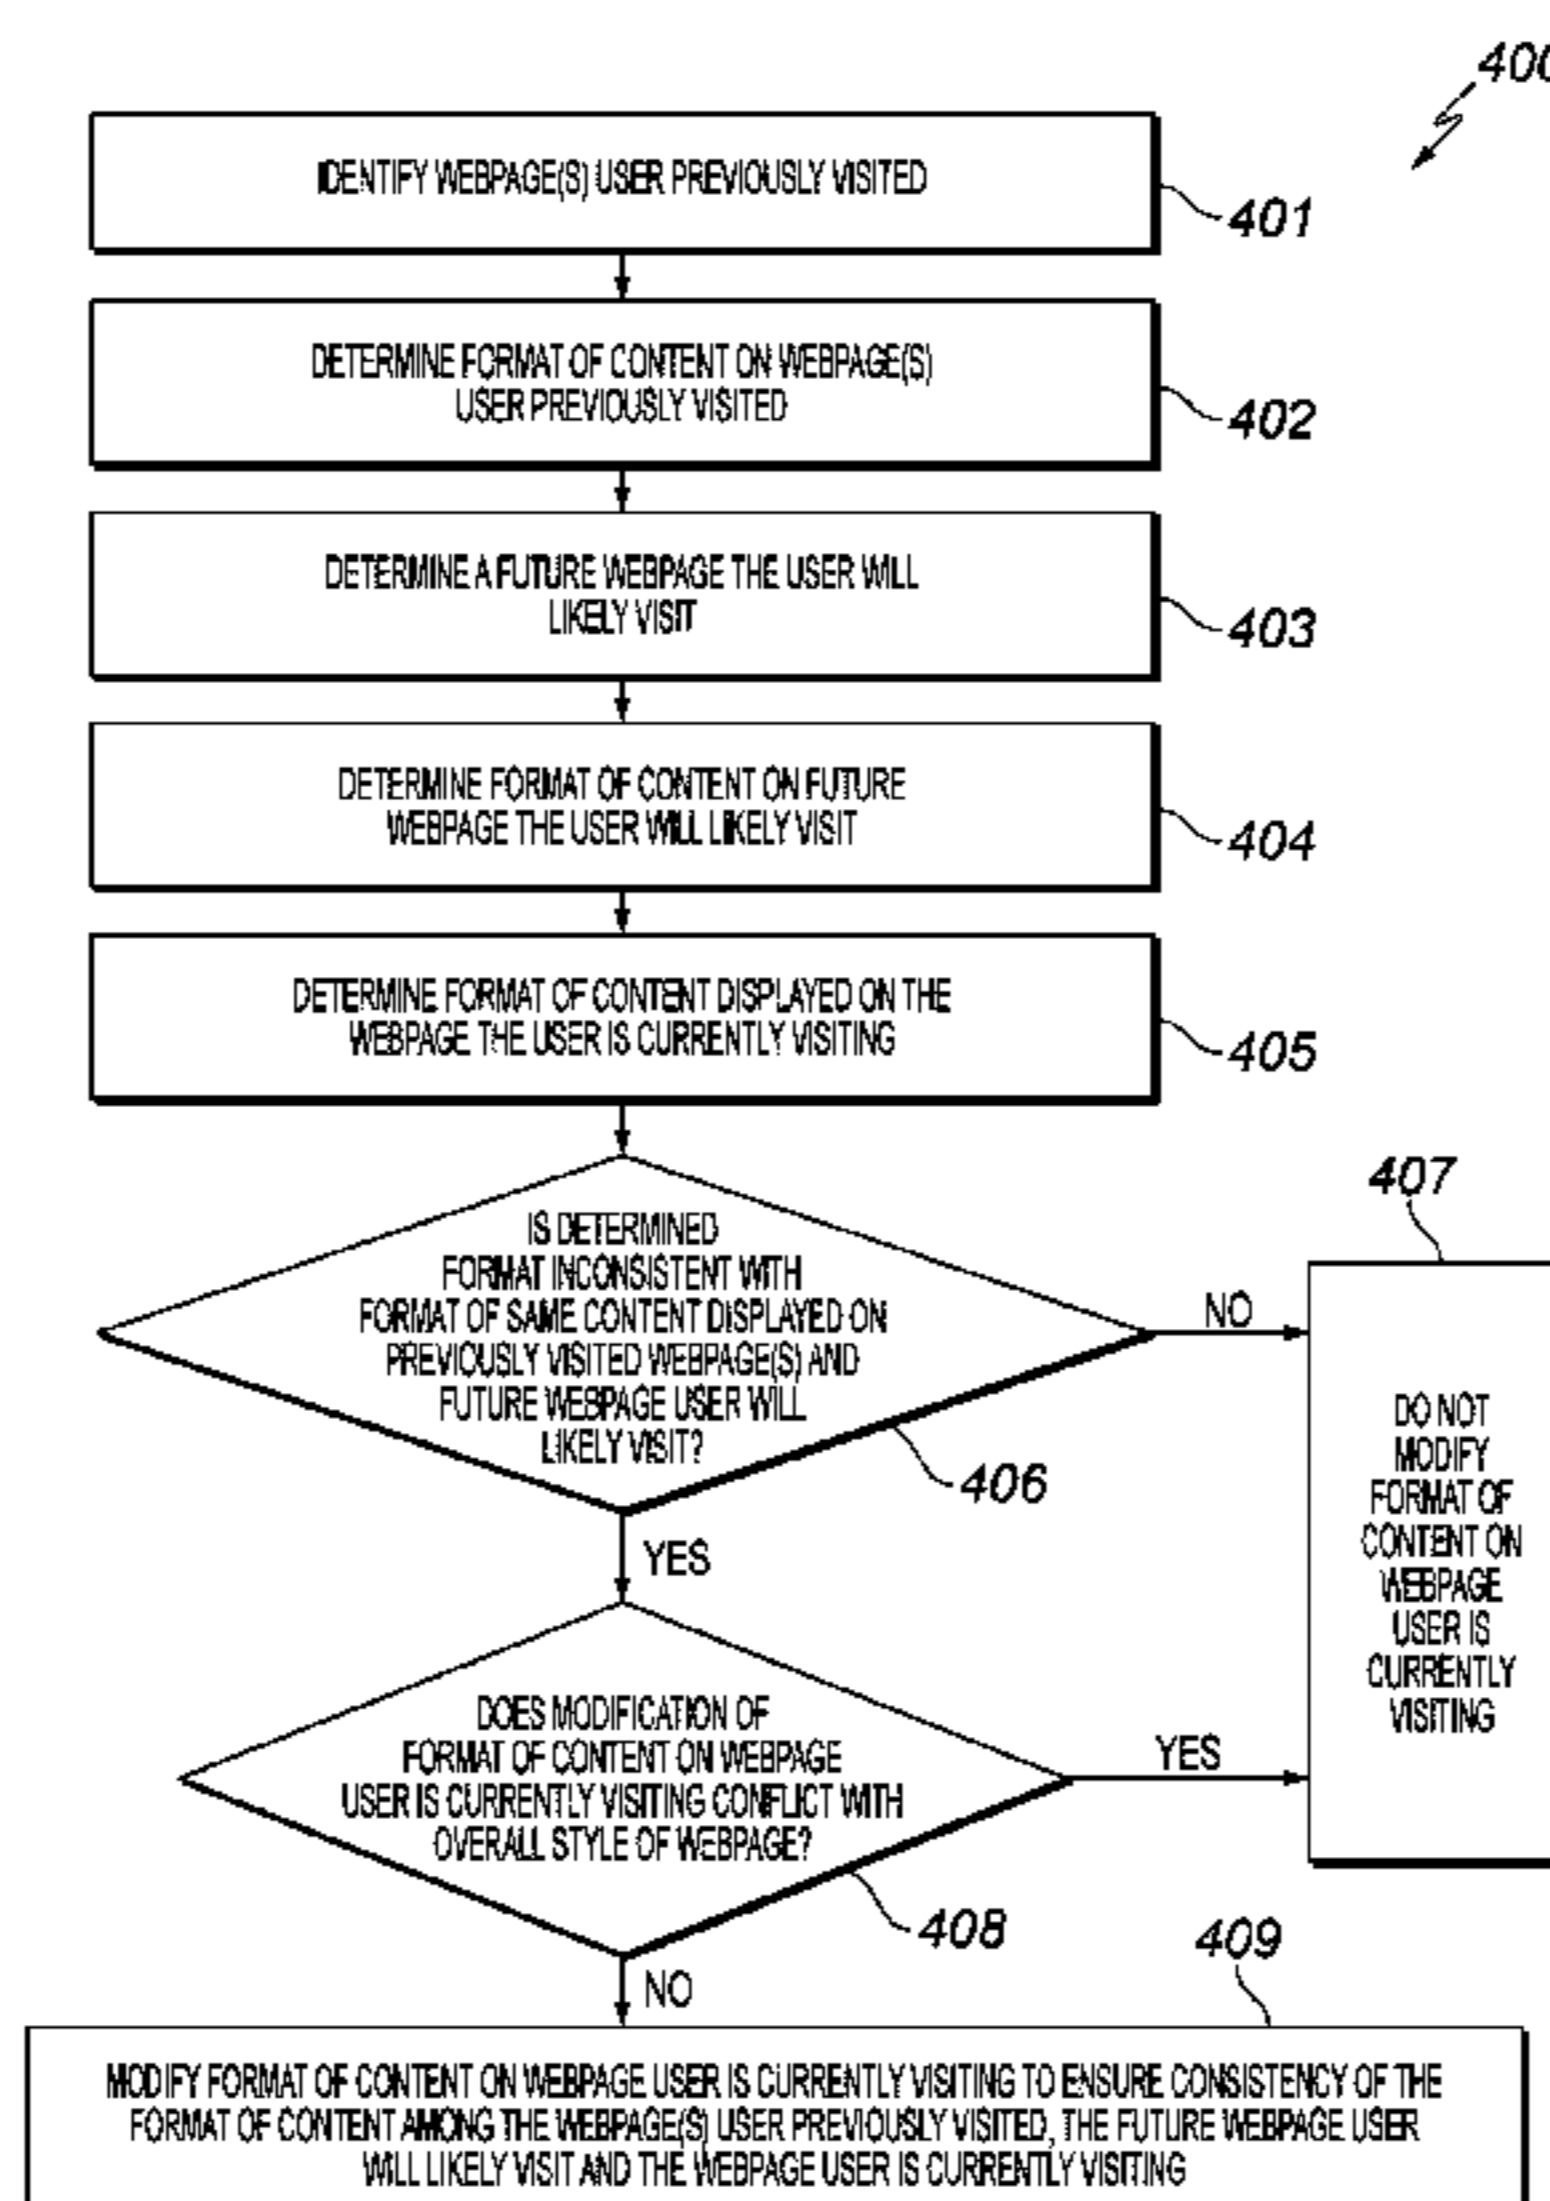 400
IDENTIFY WEBPAGE(S) USER PREVIOUSLY VISITED
401
DETERMINE FORMAT OF CONTENT ON WEBPAGE(S)
USER PREVIOUSLY VISITED
402
DETERMINE A FUTURE WEBPAGE THE USER WILL
LIKELY VISIT
403
DETERMINE FORMAT OF CONTENT ON FUTURE
WEBPAGE THE USER WILL LIKELY VISIT
404
DETERMINE FORMAT OF CONTENT DISPLAYED ON THE
WEBPAGE THE USER IS CURRENTLY VISITING
405
IS DETERMINED
FORMAT INCONSISTENT WITH
FORMAT OF SAME CONTENT DISPLAYED ON
PREVIOUSLY VISITED WEBPAGE(S) AND
FUTURE WEBPAGE USER WILL
LIKELY VISIT?
406
NO
YES
407
DO NOT
MODIFY
FORMAT OF
CONTENT ON
WEBPAGE
USER IS
CURRENTLY
VISITING
DOES MODIFICATION OF
FORMAT OF CONTENT ON WEBPAGE
USER IS CURRENTLY VISITING CONFLICT WITH
OVERALL STYLE OF WEBPAGE?
408
YES
NO
409
MODIFY FORMAT OF CONTENT ON WEBPAGE USER IS CURRENTLY VISITING TO ENSURE CONSISTENCY OF THE
FORMAT OF CONTENT AMONG THE WEBPAGE(S) USER PREVIOUSLY VISITED, THE FUTURE WEBPAGE USER
WILL LIKELY VISIT AND THE WEBPAGE USER IS CURRENTLY VISITING